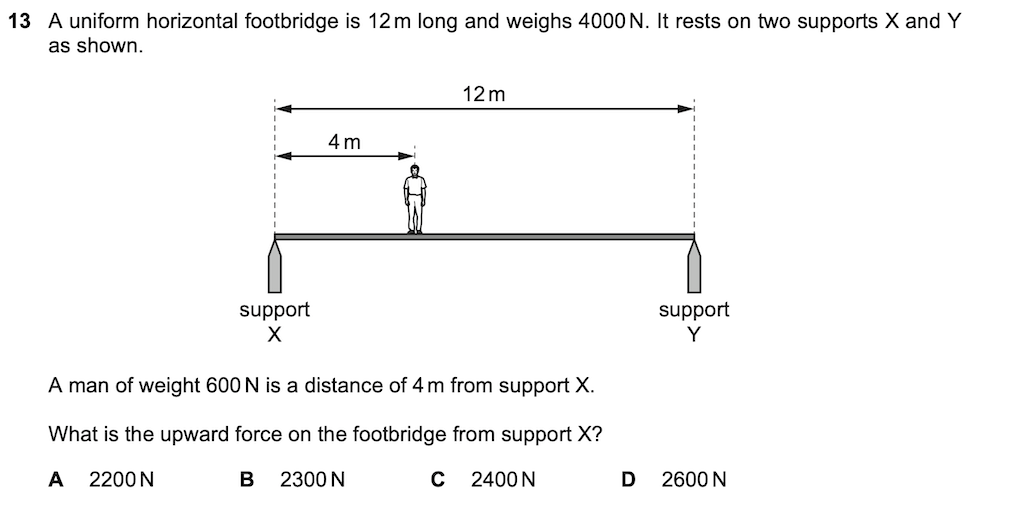 13 A uniform horizontal footbridge is 12 m long and weighs 4000 N. It rests on two supports X and Y
as shown.
12 m
4 m
support
X
support
Y
A man of weight 600 N is a distance of 4 m from support X.
What is the upward force on the footbridge from support X?
A 2200 N B 2300 N C 2400 N D 2600 N